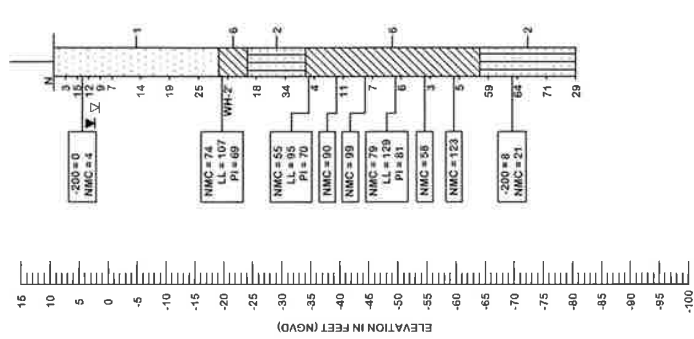 N
1
3
15
12
9
7
14
19
25
WH-2'
6
18
34
2
4
11
7
6
3
5
6
59
64
71
29
2
-200 = 0
NMC = 4
NMC = 74
LL = 107
PI = 69
NMC = 55
LL = 95
PI = 70
NMC = 90
NMC = 99
NMC = 79
LL = 129
PI = 81
NMC = 58
NMC = 123
-200 = 8
NMC = 21
15
10
5
0
-5
-10
-15
-20
-25
-30
-35
-40
-45
-50
-55
-60
-65
-70
-75
-80
-85
-90
-95
-100
ELEVATION IN FEET (NGVD)